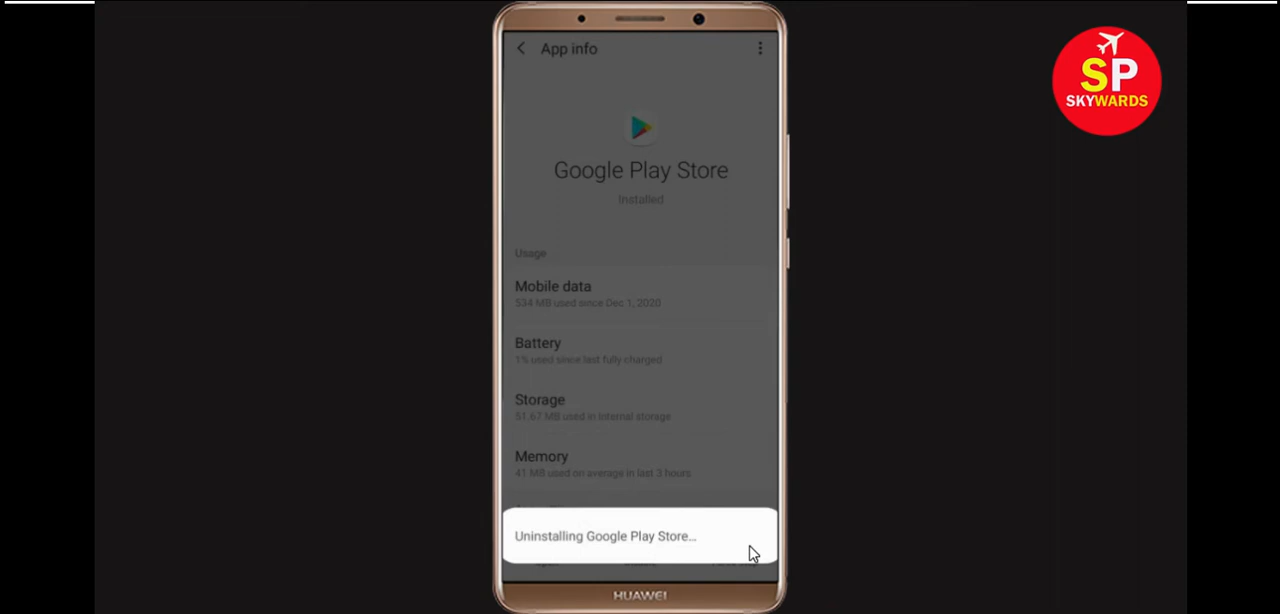 App info
SP
SKYWARDS
Google Play Store
Installed
Usage
Mobile data
534 MB used since Dec 1, 2020
Battery
1% used since last fully charged
Storage
51.67 MB used in internal storage
Memory
41 MB used on average in last 3 hours
Uninstalling Google Play Store...
HUAWEI